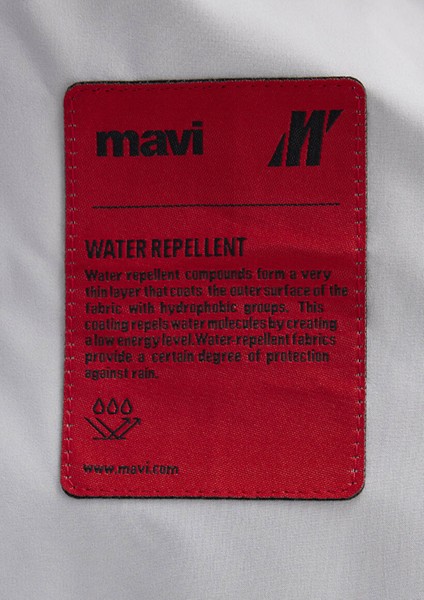 mavi M
WATER REPELLENT
Water repellent compounds form a very
thin layer that coats the outer surface of the
fabric with hydrophobic groups. This
coating repels water molecules by creating
a low energy level. Water-repellent fabrics
provide a certain degree of protection
against rain.
www.mavi.com